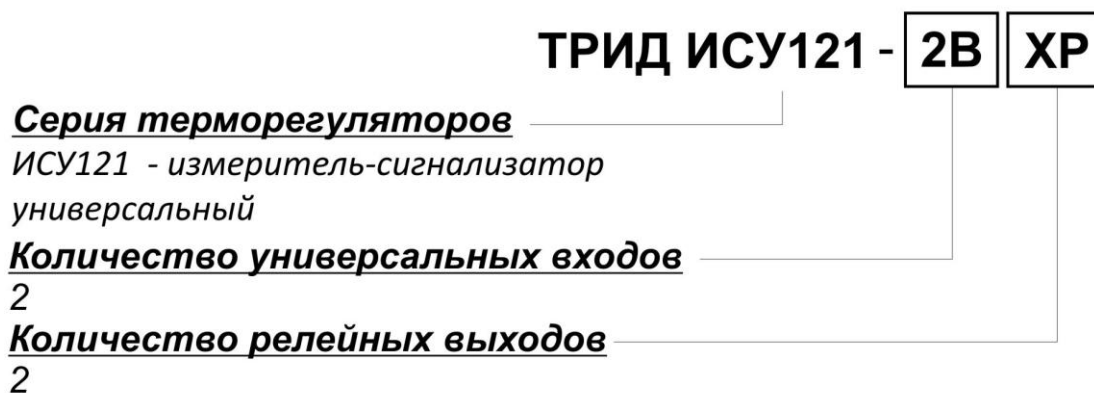 ТРИД ИСУ121 - 2В ХР
Серия терморегуляторов
ИСУ121 - измеритель-сигнализатор
универсальный
Количество универсальных входов
2
Количество релейных выходов
2